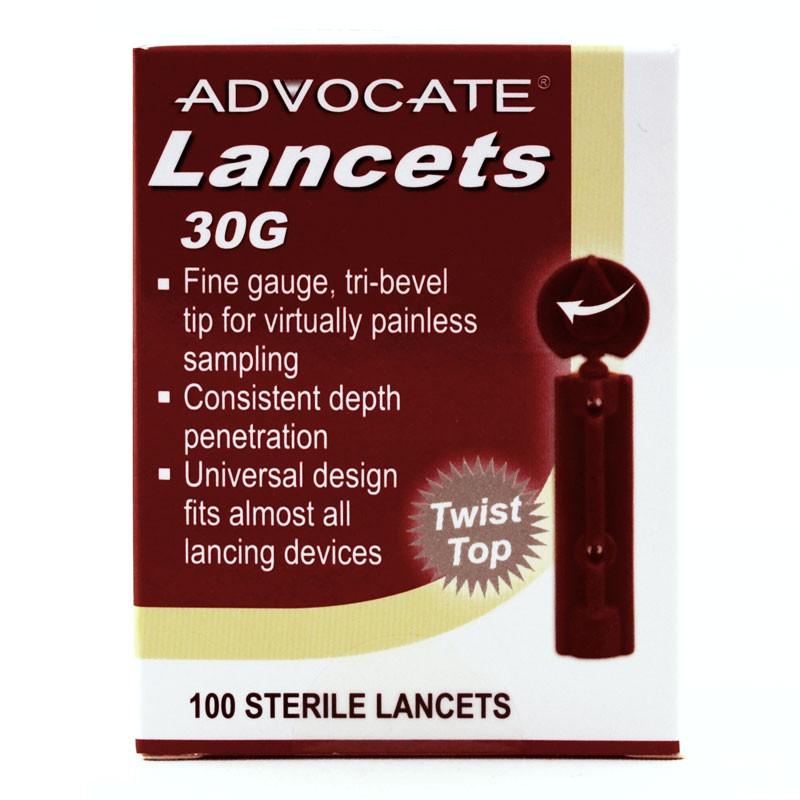 ADVOCATE®
Lancets
30G
▪ Fine gauge, tri-bevel
tip for virtually painless
sampling
▪ Consistent depth
penetration
▪ Universal design
fits almost all
lancing devices
Twist
Top
100 STERILE LANCETS